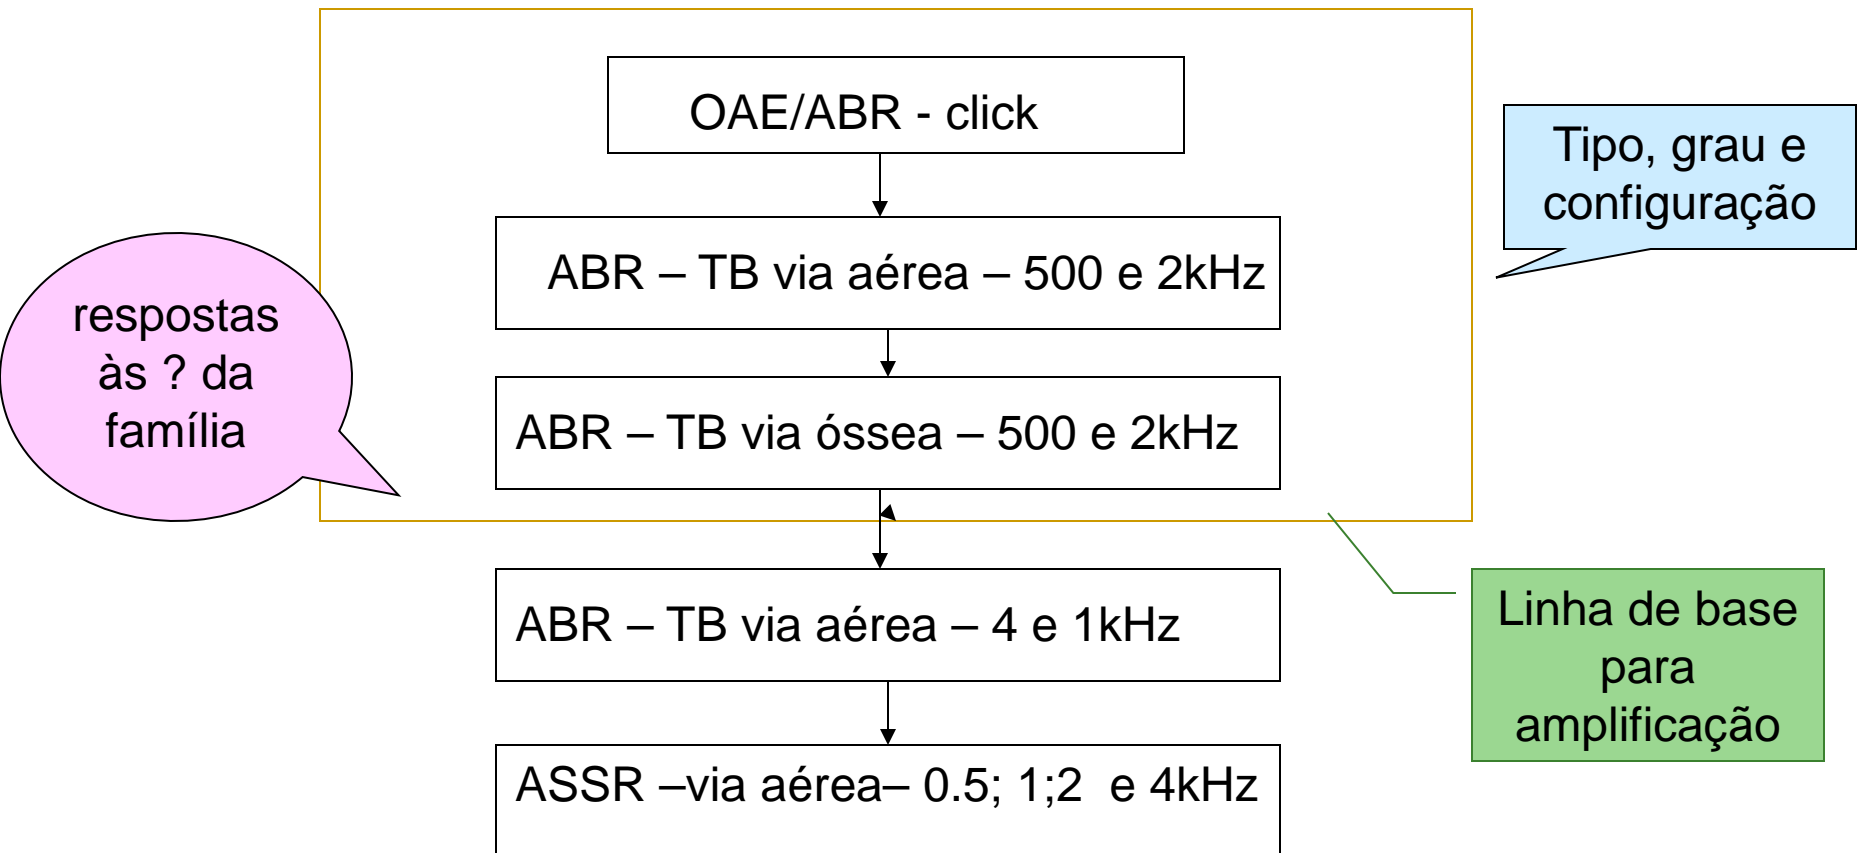 OAE/ABR - click
Tipo, grau e
configuração
ABR – TB via aérea – 500 e 2kHz
respostas
às ? da
família
ABR – TB via óssea – 500 e 2kHz
ABR – TB via aérea – 4 e 1kHz
Linha de base
para
amplificação
ASSR –via aérea– 0.5; 1;2  e 4kHz